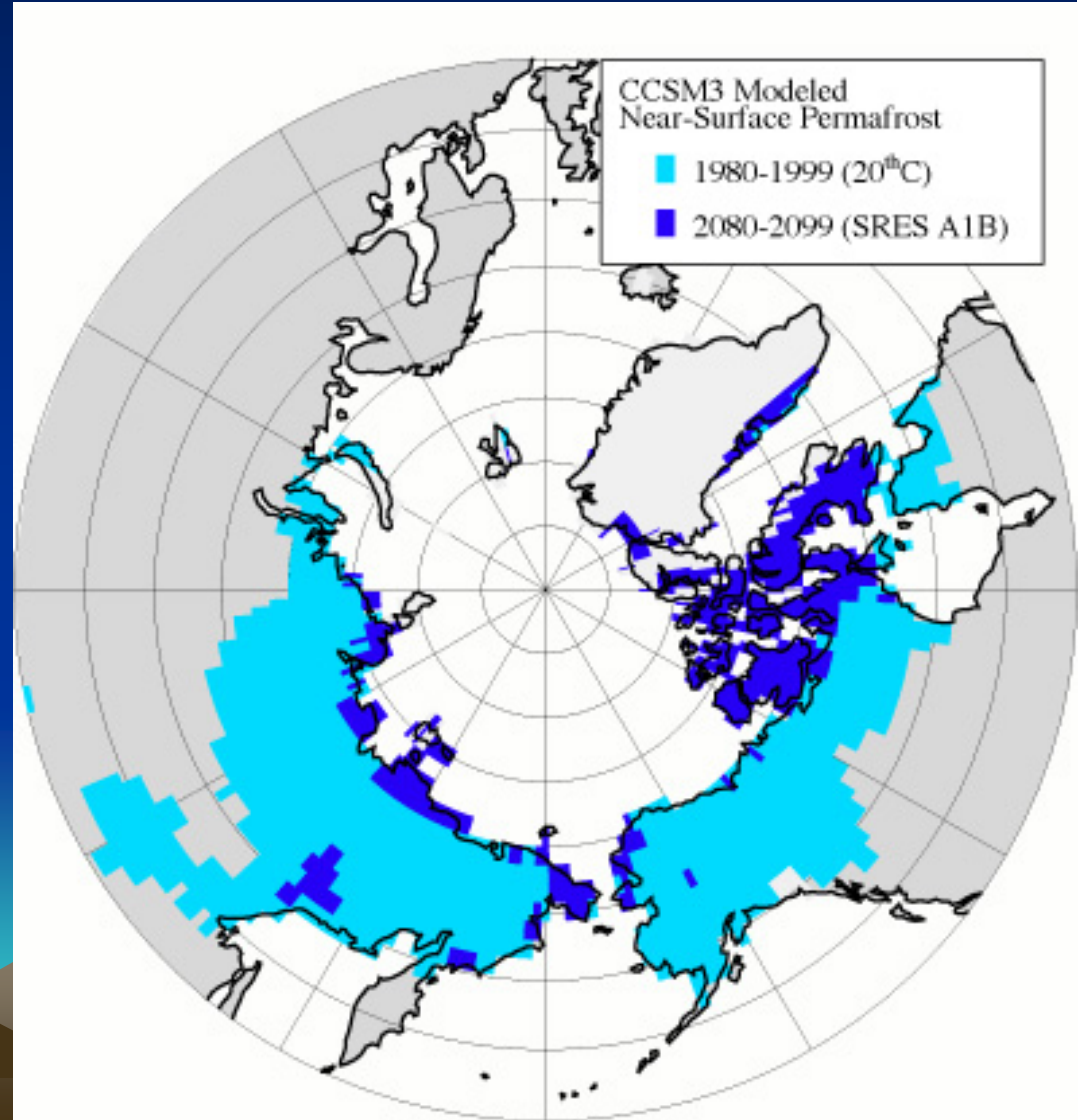 CCSM3 Modeled
Near-Surface Permafrost
1980-1999 (20thC)
2080-2099 (SRES A1B)